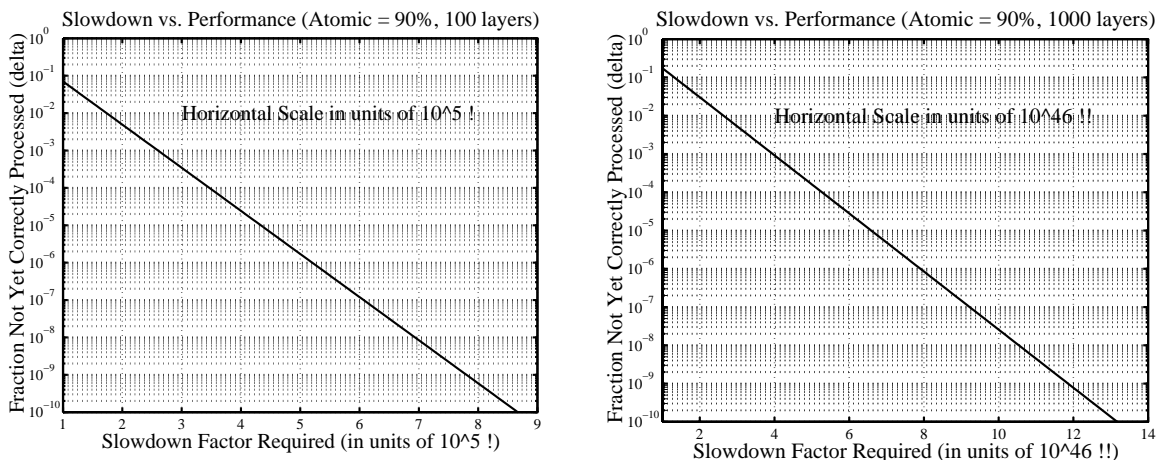 Slowdown vs. Performance (Atomic = 90%, 100 layers)
Fraction Not Yet Correctly Processed (delta)
10^0
10^−1
10^−2
10^−3
10^−4
10^−5
10^−6
10^−7
10^−8
10^−9
10^−10
Horizontal Scale in units of 10^5 !
1 2 3 4 5 6 7 8 9
Slowdown Factor Required (in units of 10^5 !)
Slowdown vs. Performance (Atomic = 90%, 1000 layers)
Fraction Not Yet Correctly Processed (delta)
10^0
10^−1
10^−2
10^−3
10^−4
10^−5
10^−6
10^−7
10^−8
10^−9
10^−10
Horizontal Scale in units of 10^46 !!
2 4 6 8 10 12 14
Slowdown Factor Required (in units of 10^46 !!)